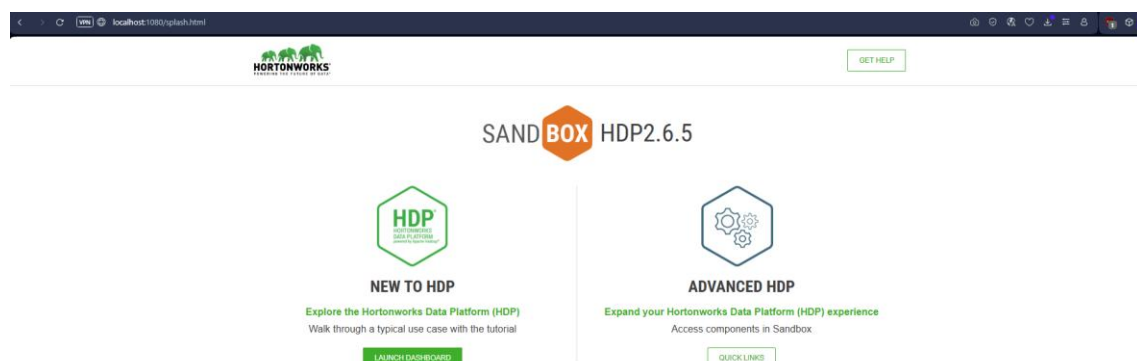 VPN localhost:1080/splash.html
HORTONWORKS
POWERING THE FUTURE OF DATA
GET HELP
SANDBOX HDP2.6.5
HDP
HORTONWORKS
DATA PLATFORM
NEW TO HDP
Explore the Hortonworks Data Platform (HDP)
Walk through a typical use case with the tutorial
LAUNCH DASHBOARD
ADVANCED HDP
Expand your Hortonworks Data Platform (HDP) experience
Access components in Sandbox
QUICK LINKS